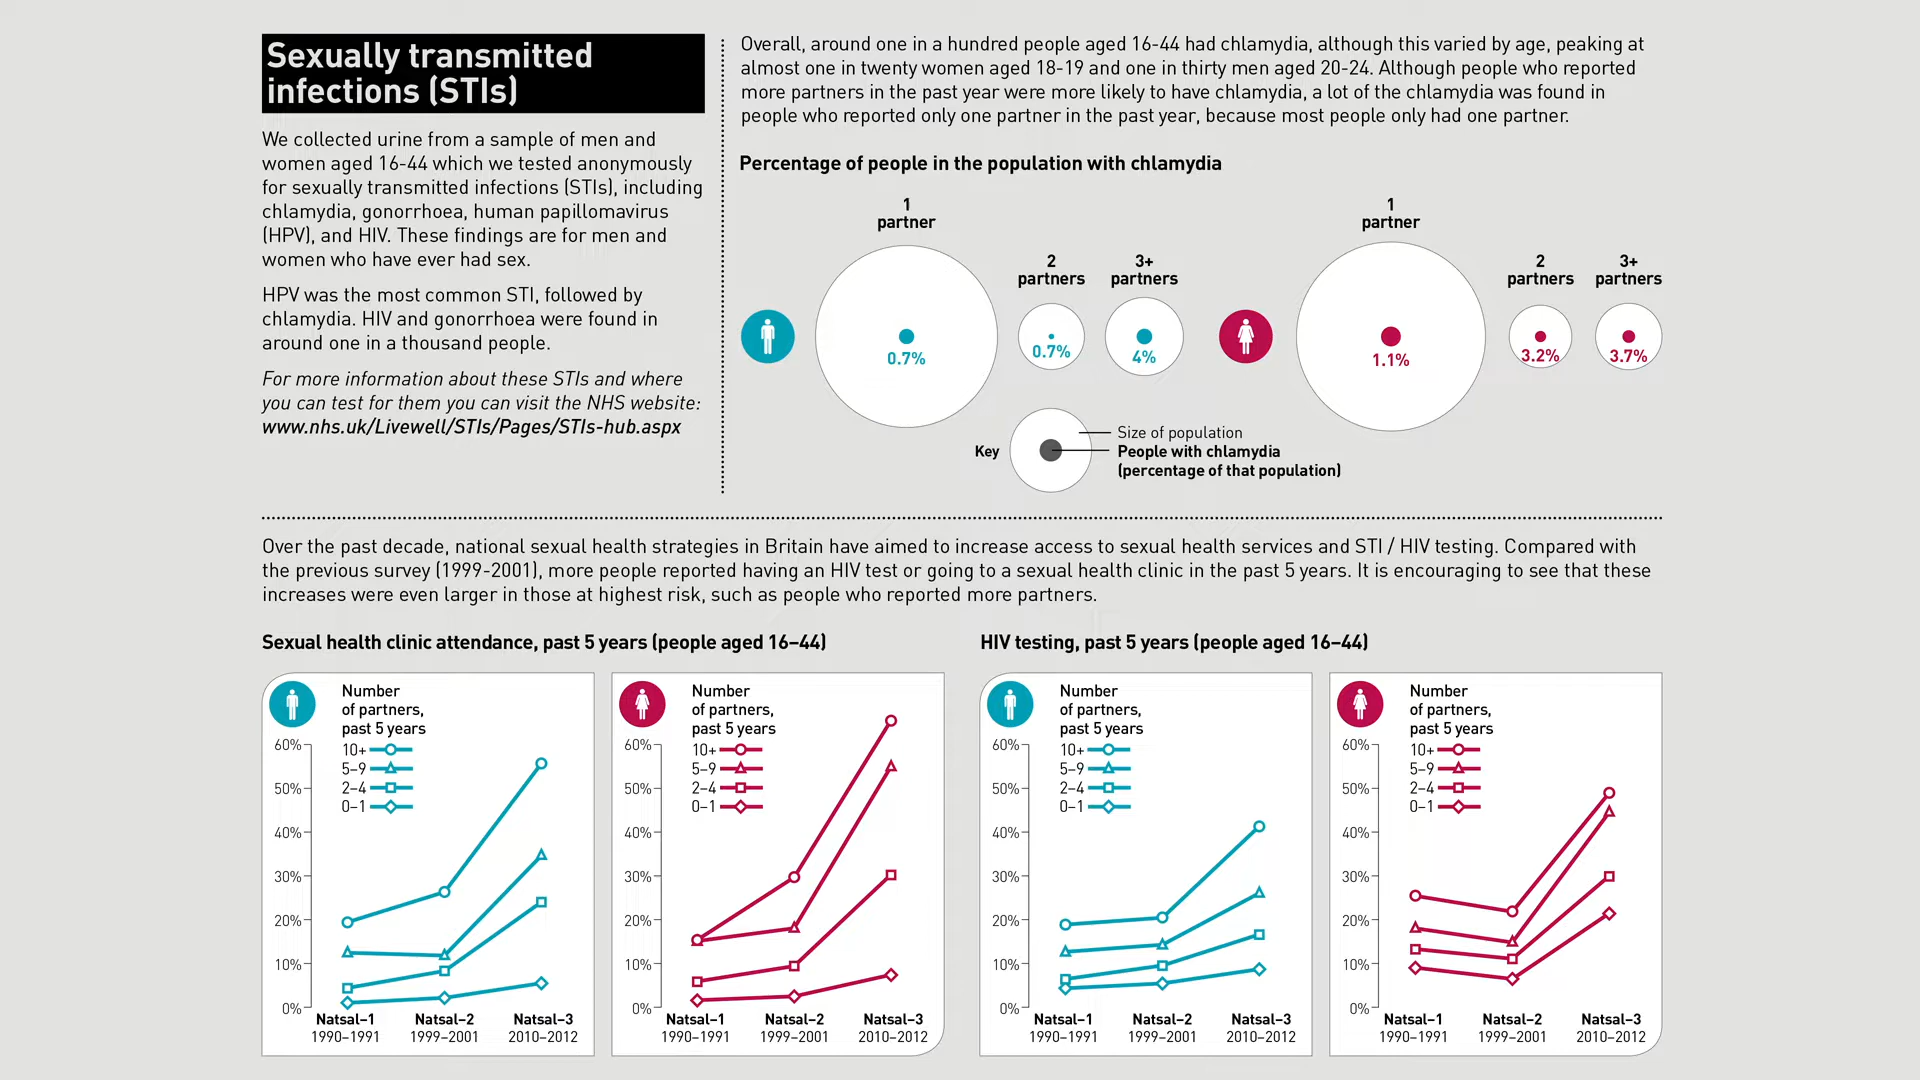 Sexually transmitted
infections (STIs)
We collected urine from a sample of men and
women aged 16-44 which we tested anonymously
for sexually transmitted infections (STIs), including
chlamydia, gonorrhoea, human papillomavirus
(HPV), and HIV. These findings are for men and
women who have ever had sex.
HPV was the most common STI, followed by
chlamydia. HIV and gonorrhoea were found in
around one in a thousand people.
For more information about these STIs and where
you can test for them you can visit the NHS website:
www.nhs.uk/Livewell/STIs/Pages/STIs-hub.aspx
Overall, around one in a hundred people aged 16-44 had chlamydia, although this varied by age, peaking at
almost one in twenty women aged 18-19 and one in thirty men aged 20-24. Although people who reported
more partners in the past year were more likely to have chlamydia, a lot of the chlamydia was found in
people who reported only one partner in the past year, because most people only had one partner.
Percentage of people in the population with chlamydia
1
partner
2
partners
3+
partners
0.7%
0.7%
4%
1
partner
2
partners
3+
partners
1.1%
3.2%
3.7%
Key
Size of population
People with chlamydia
(percentage of that population)
Over the past decade, national sexual health strategies in Britain have aimed to increase access to sexual health services and STI / HIV testing. Compared with
the previous survey (1999-2001), more people reported having an HIV test or going to a sexual health clinic in the past 5 years. It is encouraging to see that these
increases were even larger in those at highest risk, such as people who reported more partners.
Sexual health clinic attendance, past 5 years (people aged 16–44)
Number
of partners,
past 5 years
10+
5–9
2–4
0–1
60%
50%
40%
30%
20%
10%
0%
Natsal–1 Natsal–2 Natsal–3
1990–1991 1999–2001 2010–2012
Number
of partners,
past 5 years
10+
5–9
2–4
0–1
60%
50%
40%
30%
20%
10%
0%
Natsal–1 Natsal–2 Natsal–3
1990–1991 1999–2001 2010–2012
HIV testing, past 5 years (people aged 16–44)
Number
of partners,
past 5 years
10+
5–9
2–4
0–1
60%
50%
40%
30%
20%
10%
0%
Natsal–1 Natsal–2 Natsal–3
1990–1991 1999–2001 2010–2012
Number
of partners,
past 5 years
10+
5–9
2–4
0–1
60%
50%
40%
30%
20%
10%
0%
Natsal–1 Natsal–2 Natsal–3
1990–1991 1999–2001 2010–2012